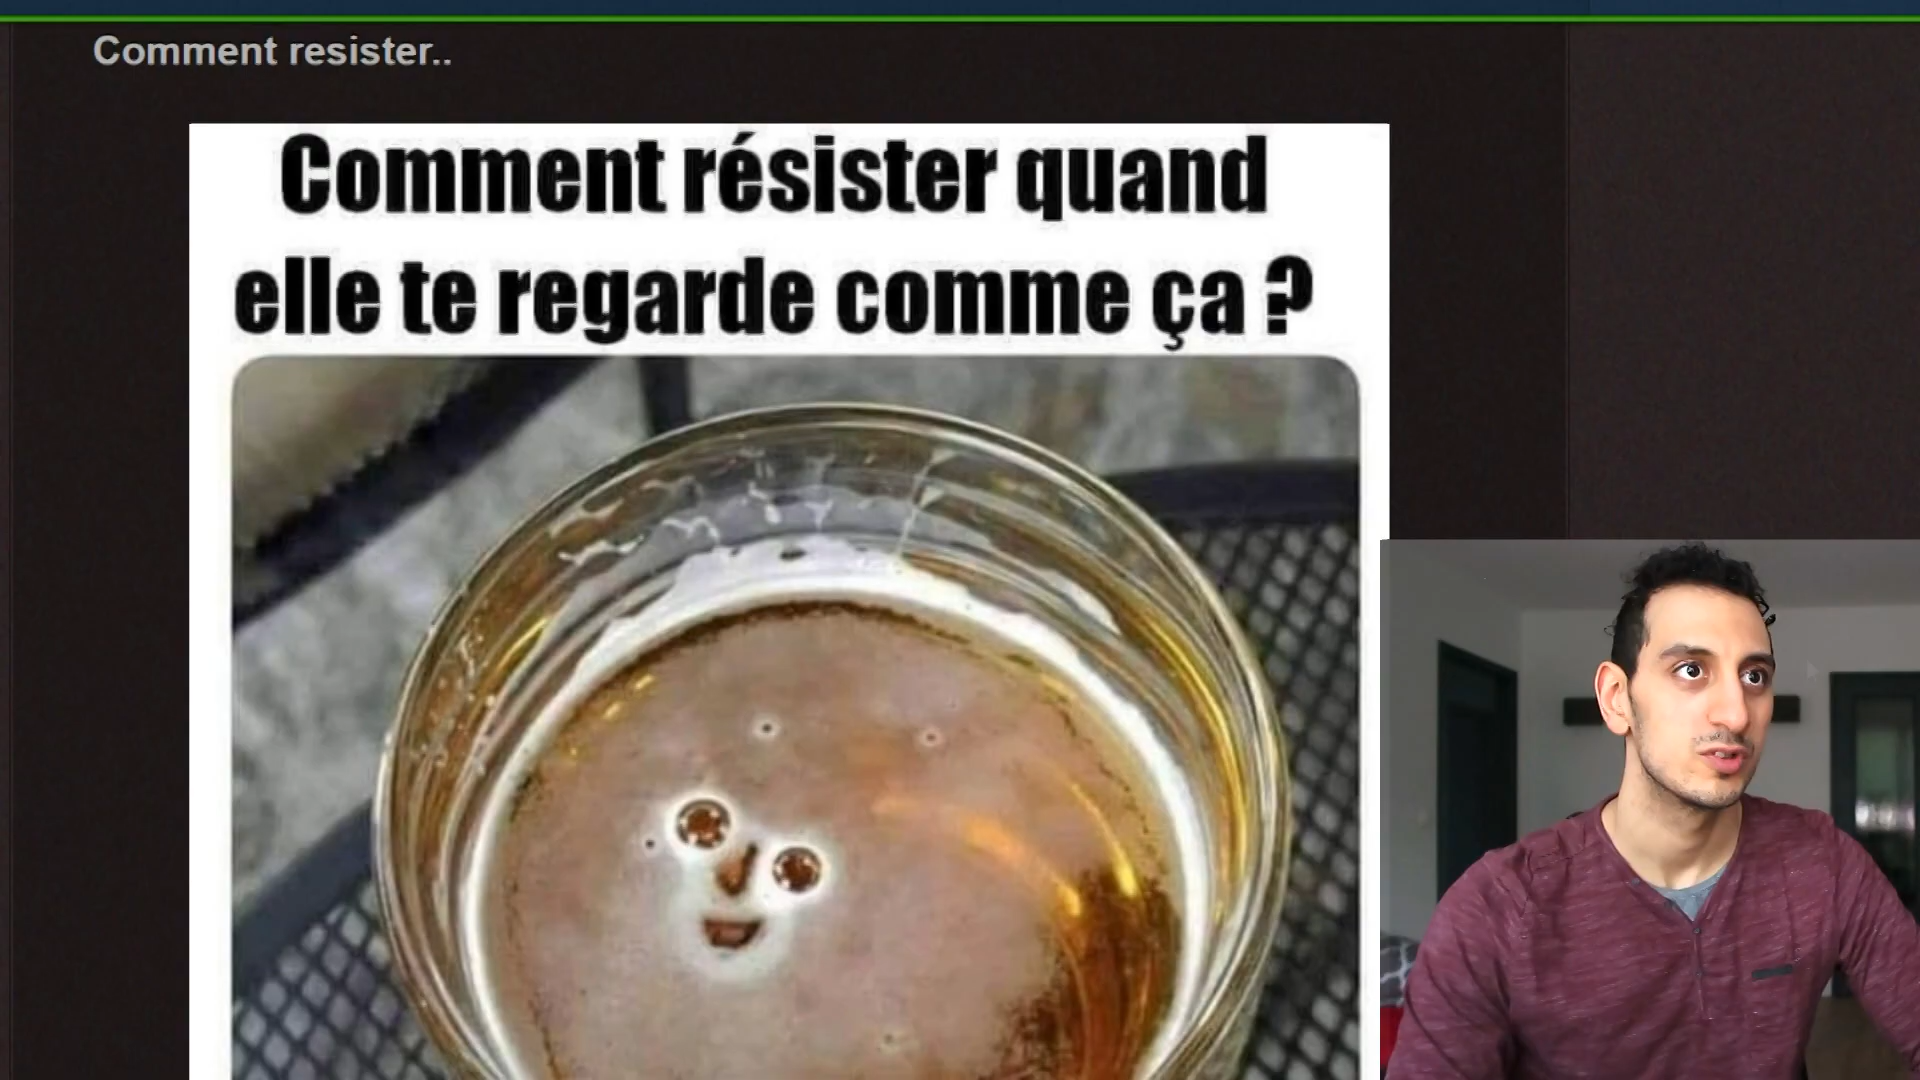 Comment resister..
Comment résister quand
elle te regarde comme ça ?